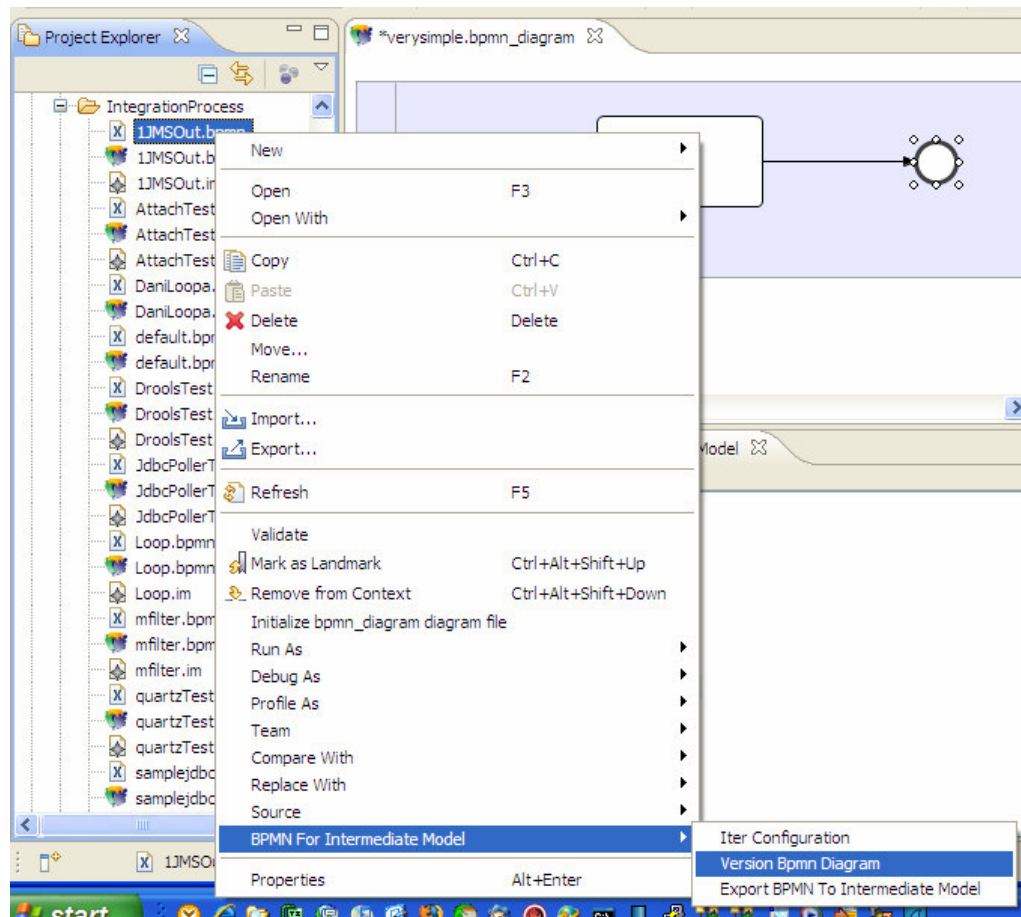 Project Explorer
*verysimple.bpmn_diagram
IntegrationProcess
1JMSOut.bpmn
1JMSOut.b
1JMSOut.im
AttachTest
AttachTest
AttachTest
DaniLoopa.
DaniLoopa.
default.bpm
default.bpm
DroolsTest
DroolsTest
DroolsTest
JdbcPollerT
JdbcPollerT
JdbcPollerT
Loop.bpmn
Loop.bpmn
Loop.im
mfilter.bpm
mfilter.bpm
mfilter.im
quartzTest
quartzTest
quartzTest
samplejdbc
samplejdbc
1JMSOu
New
Open F3
Open With
Copy Ctrl+C
Paste Ctrl+V
Delete Delete
Move...
Rename F2
Import...
Export...
Refresh F5
Validate
Mark as Landmark Ctrl+Alt+Shift+Up
Remove from Context Ctrl+Alt+Shift+Down
Initialize bpmn_diagram diagram file
Run As
Debug As
Profile As
Team
Compare With
Replace With
Source
BPMN For Intermediate Model
Properties Alt+Enter
Iter Configuration
Version Bpmn Diagram
Export BPMN To Intermediate Model
Model
start